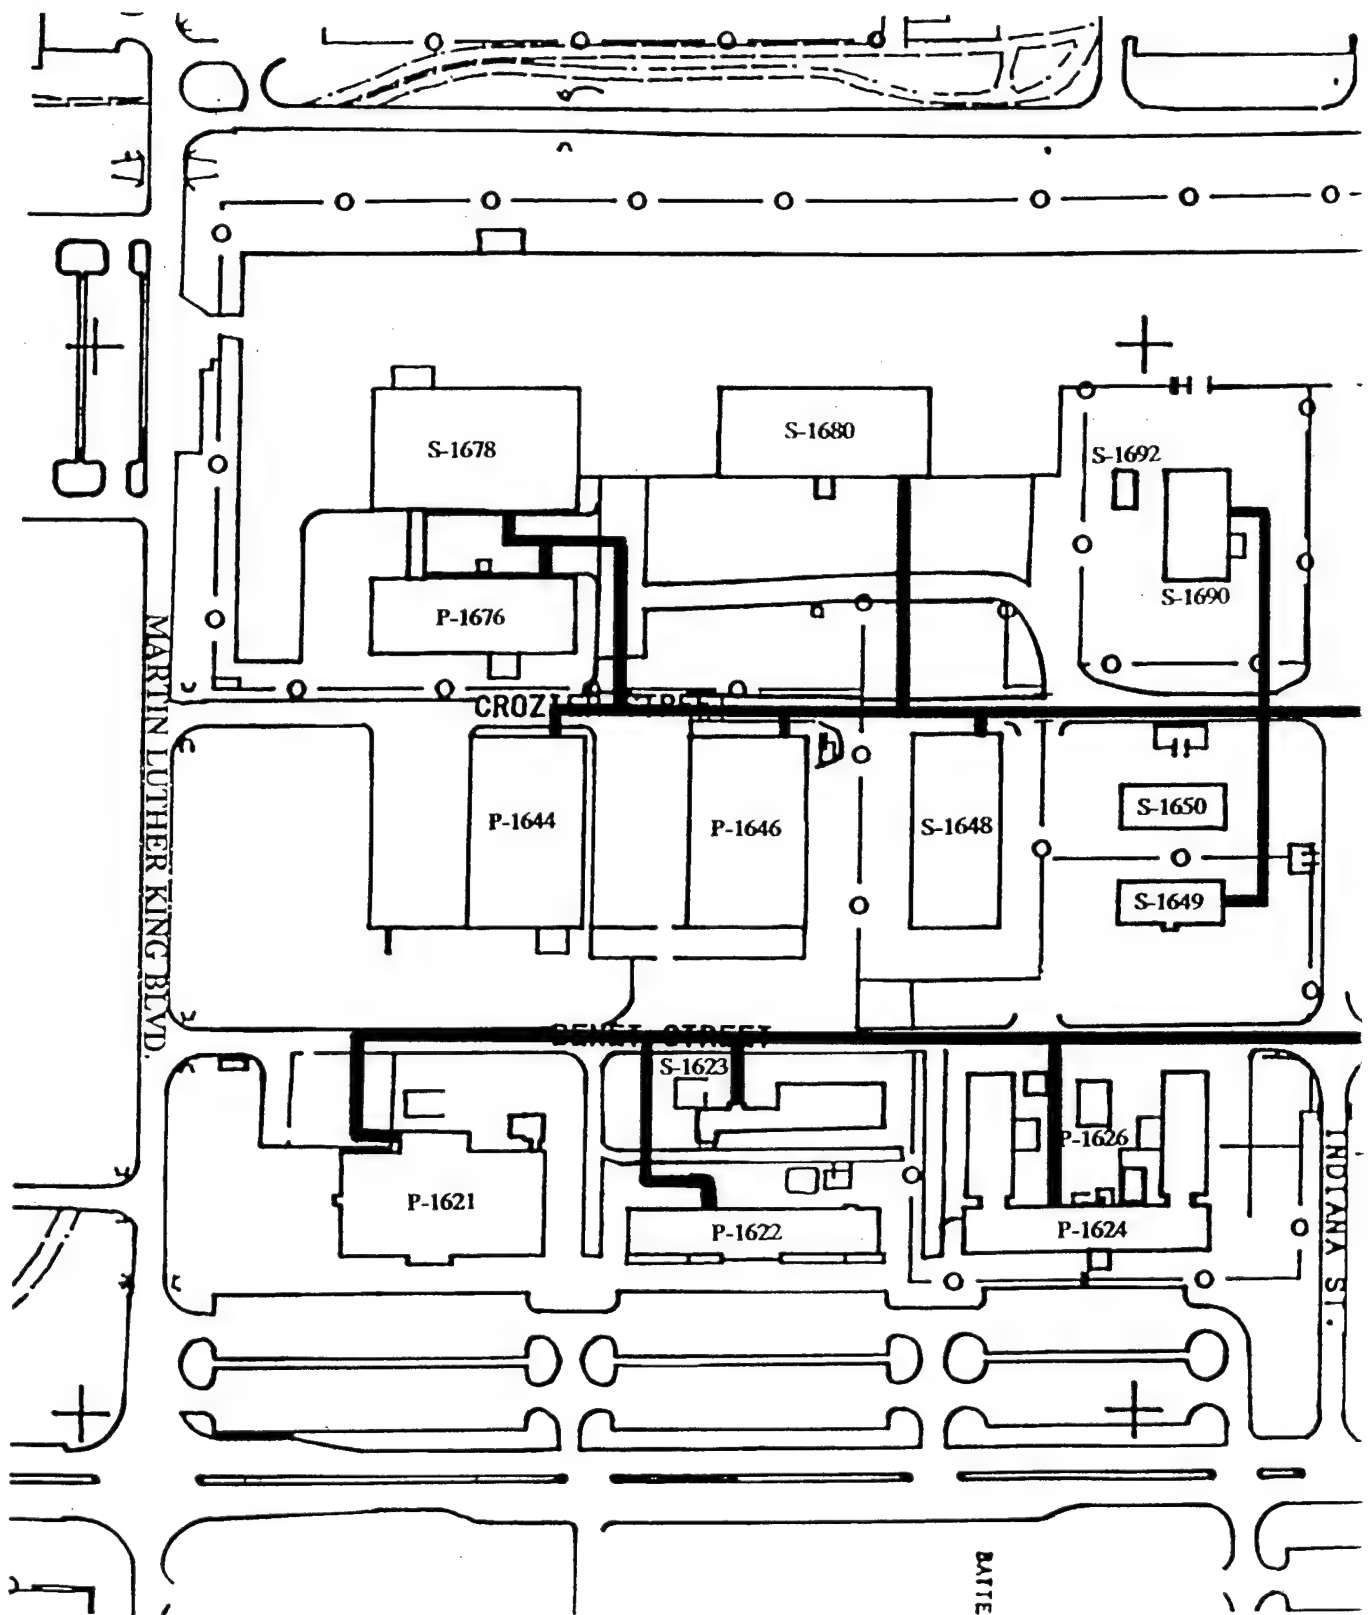 S-1680
S-1678
S-1692
S-1690
P-1676
MARTIN LUTHER KING BLVD.
P-1644
P-1646
S-1648
S-1650
S-1649
STREET
S-1623
P-1626
P-1621
P-1622
P-1624
INDIANA ST.
BATTE